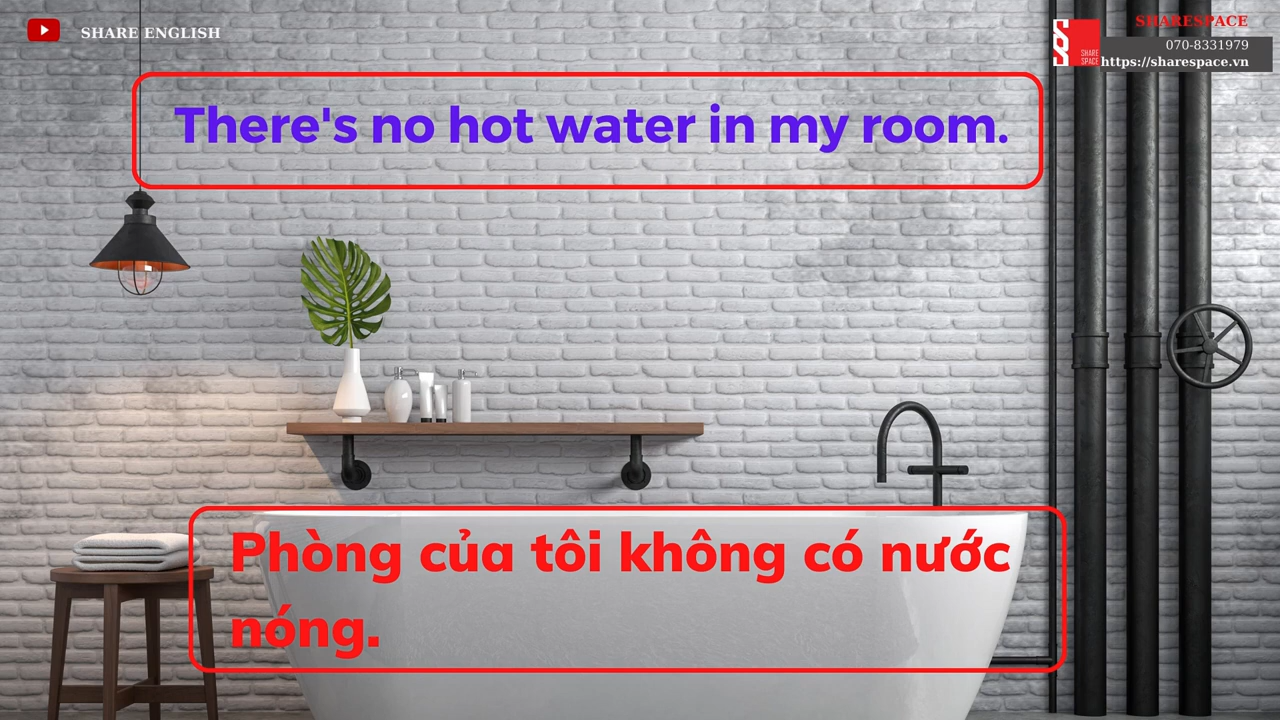 SHARE ENGLISH
SHARESPACE
070-8331979
SHARE
SPACE
https://sharespace.vn
There's no hot water in my room.
Phòng của tôi không có nước
nóng.